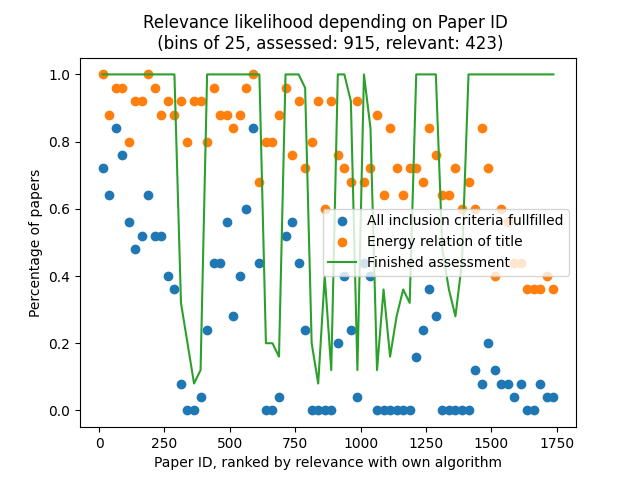 Relevance likelihood depending on Paper ID
(bins of 25, assessed: 915, relevant: 423)
Percentage of papers
1.0
0.8
0.6
0.4
0.2
0.0
All inclusion criteria fullfilled
Energy relation of title
Finished assessment
0 250 500 750 1000 1250 1500 1750
Paper ID, ranked by relevance with own algorithm